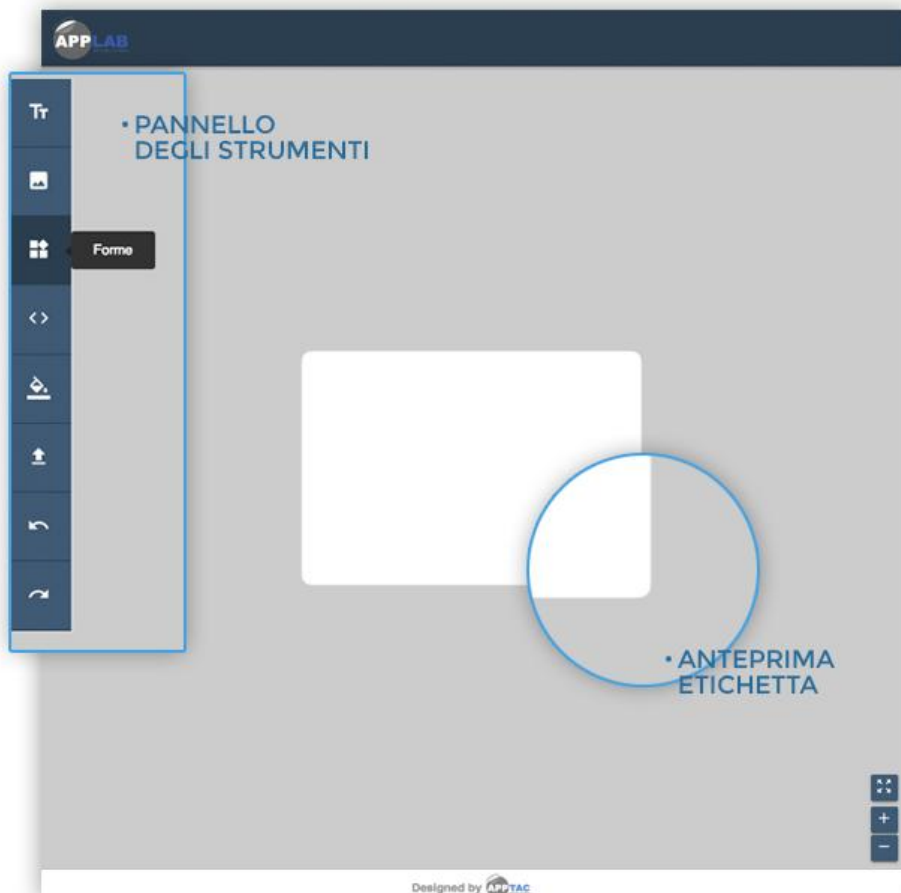 APPLAB
Tт
• PANNELLO
DEGLI STRUMENTI
Forme
• ANTEPRIMA
ETICHETTA
Designed by APPTAC